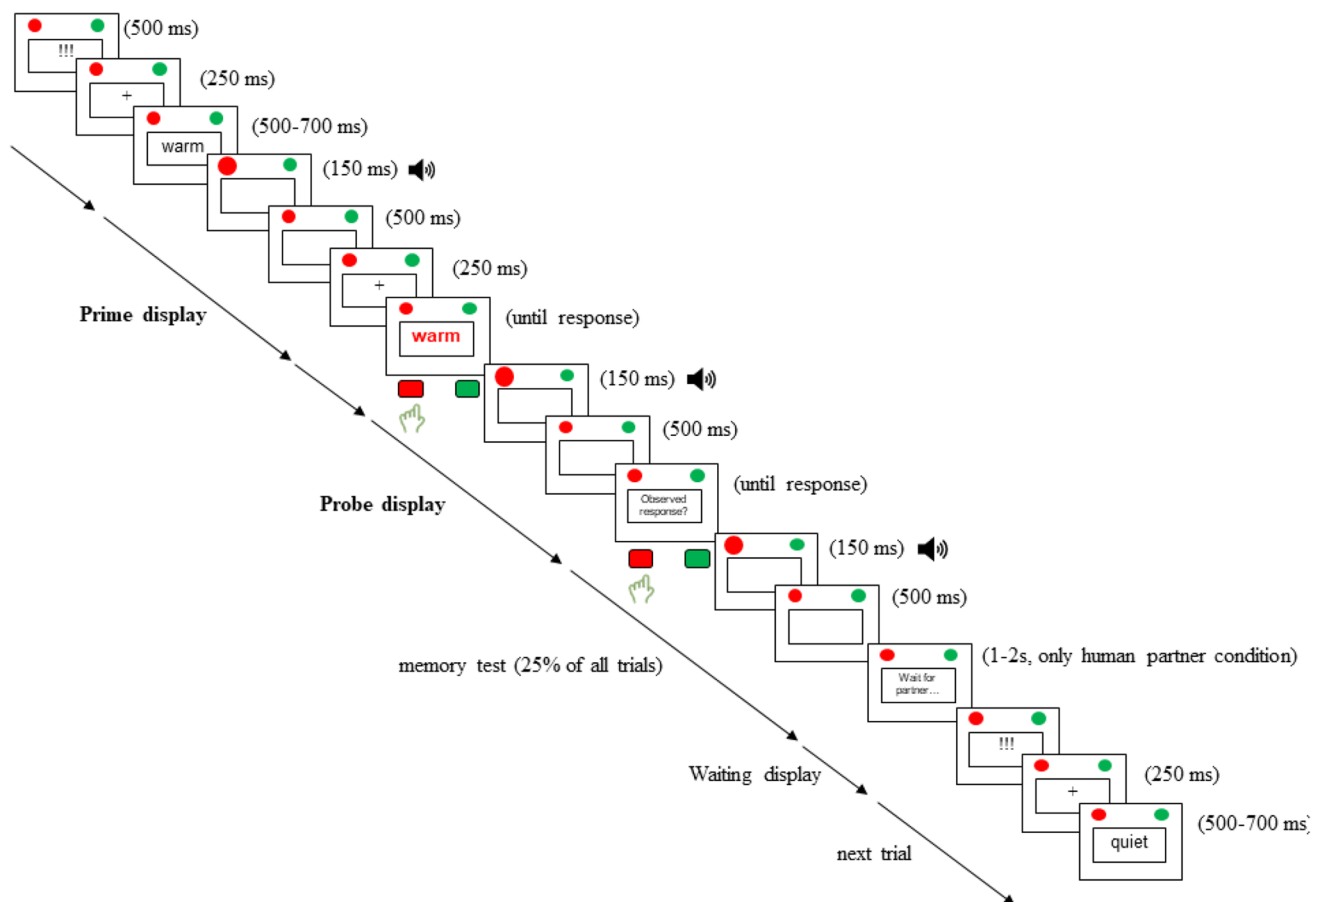 !!!
(500 ms)
+
(250 ms)
warm
(500-700 ms)
(150 ms)
(500 ms)
+
(250 ms)
Prime display
warm
(until response)
(150 ms)
(500 ms)
Observed
response?
(until response)
Probe display
(150 ms)
(500 ms)
memory test (25% of all trials)
Wait for
partner...
(1-2s, only human partner condition)
!!!
Waiting display
+
(250 ms)
quiet
(500-700 ms)
next trial